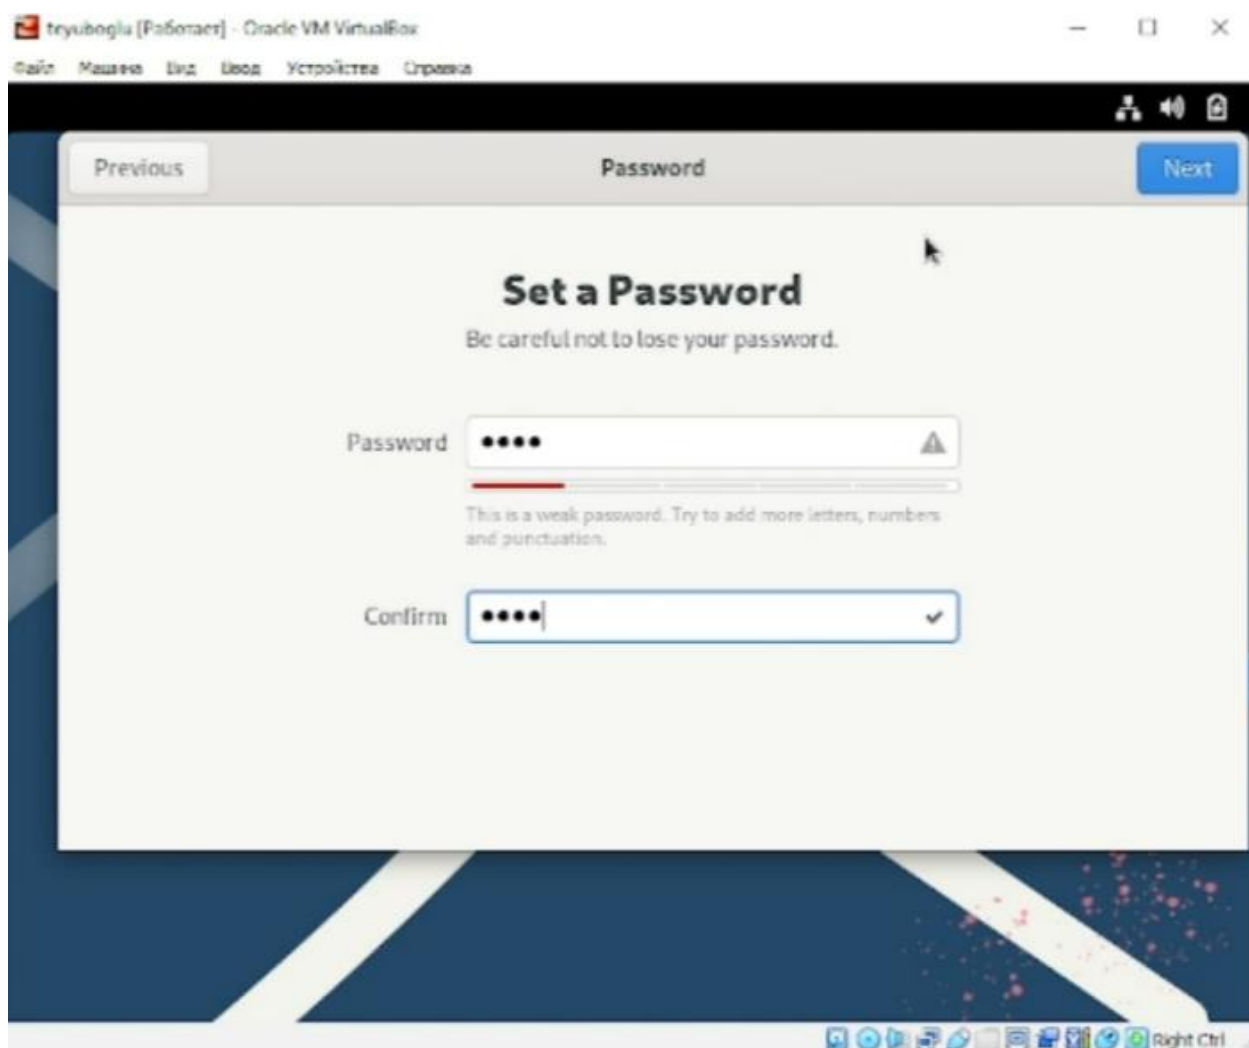 teyuboglu [Работает] - Oracle VM VirtualBox
Файл Машина Вид Ввод Устройства Справка
Previous Password Next
Set a Password
Be careful not to lose your password.
Password ••••
This is a weak password. Try to add more letters, numbers
and punctuation.
Confirm ••••
Right Ctrl